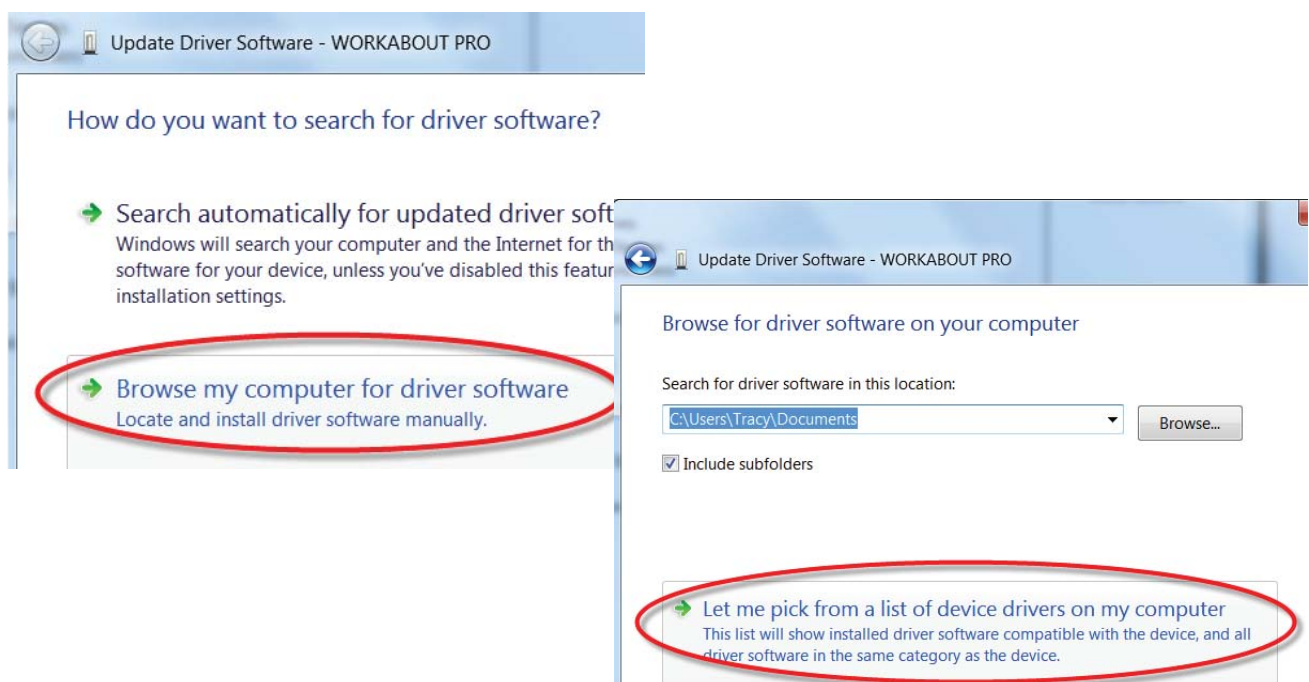 Update Driver Software - WORKABOUT PRO
How do you want to search for driver software?
Search automatically for updated driver soft
Windows will search your computer and the Internet for th
software for your device, unless you've disabled this featur
installation settings.
Browse my computer for driver software
Locate and install driver software manually.
Update Driver Software - WORKABOUT PRO
Browse for driver software on your computer
Search for driver software in this location:
C:\Users\Tracy\Documents
Browse...
Include subfolders
Let me pick from a list of device drivers on my computer
This list will show installed driver software compatible with the device, and all
driver software in the same category as the device.